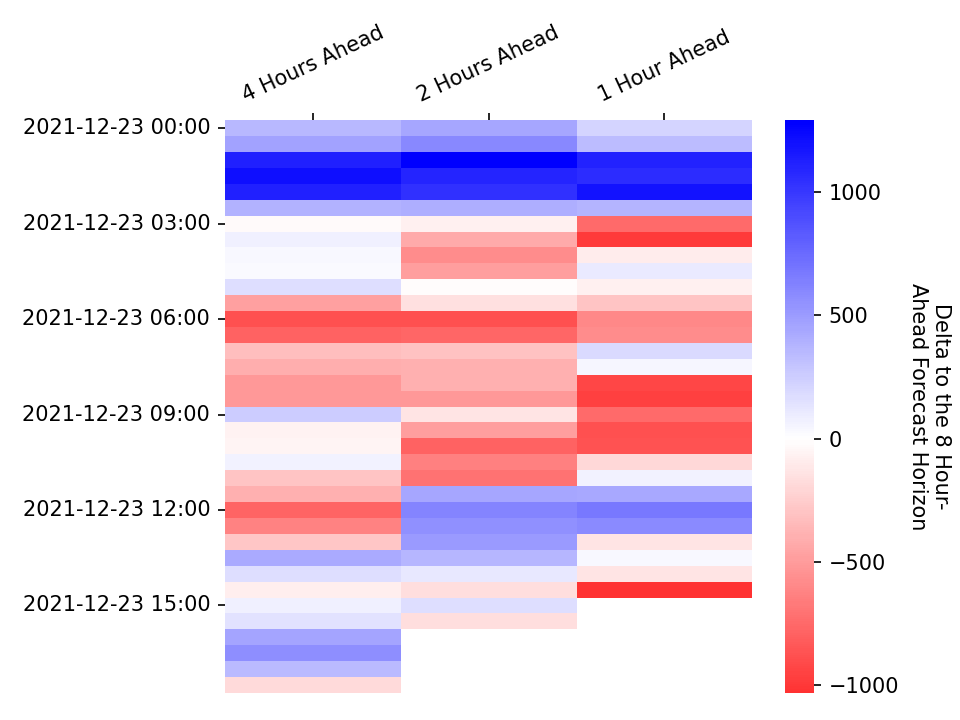 4 Hours Ahead
2 Hours Ahead
1 Hour Ahead
2021-12-23 00:00
2021-12-23 03:00
2021-12-23 06:00
2021-12-23 09:00
2021-12-23 12:00
2021-12-23 15:00
1000
500
0
−500
−1000
Delta to the 8 Hour-
Ahead Forecast Horizon